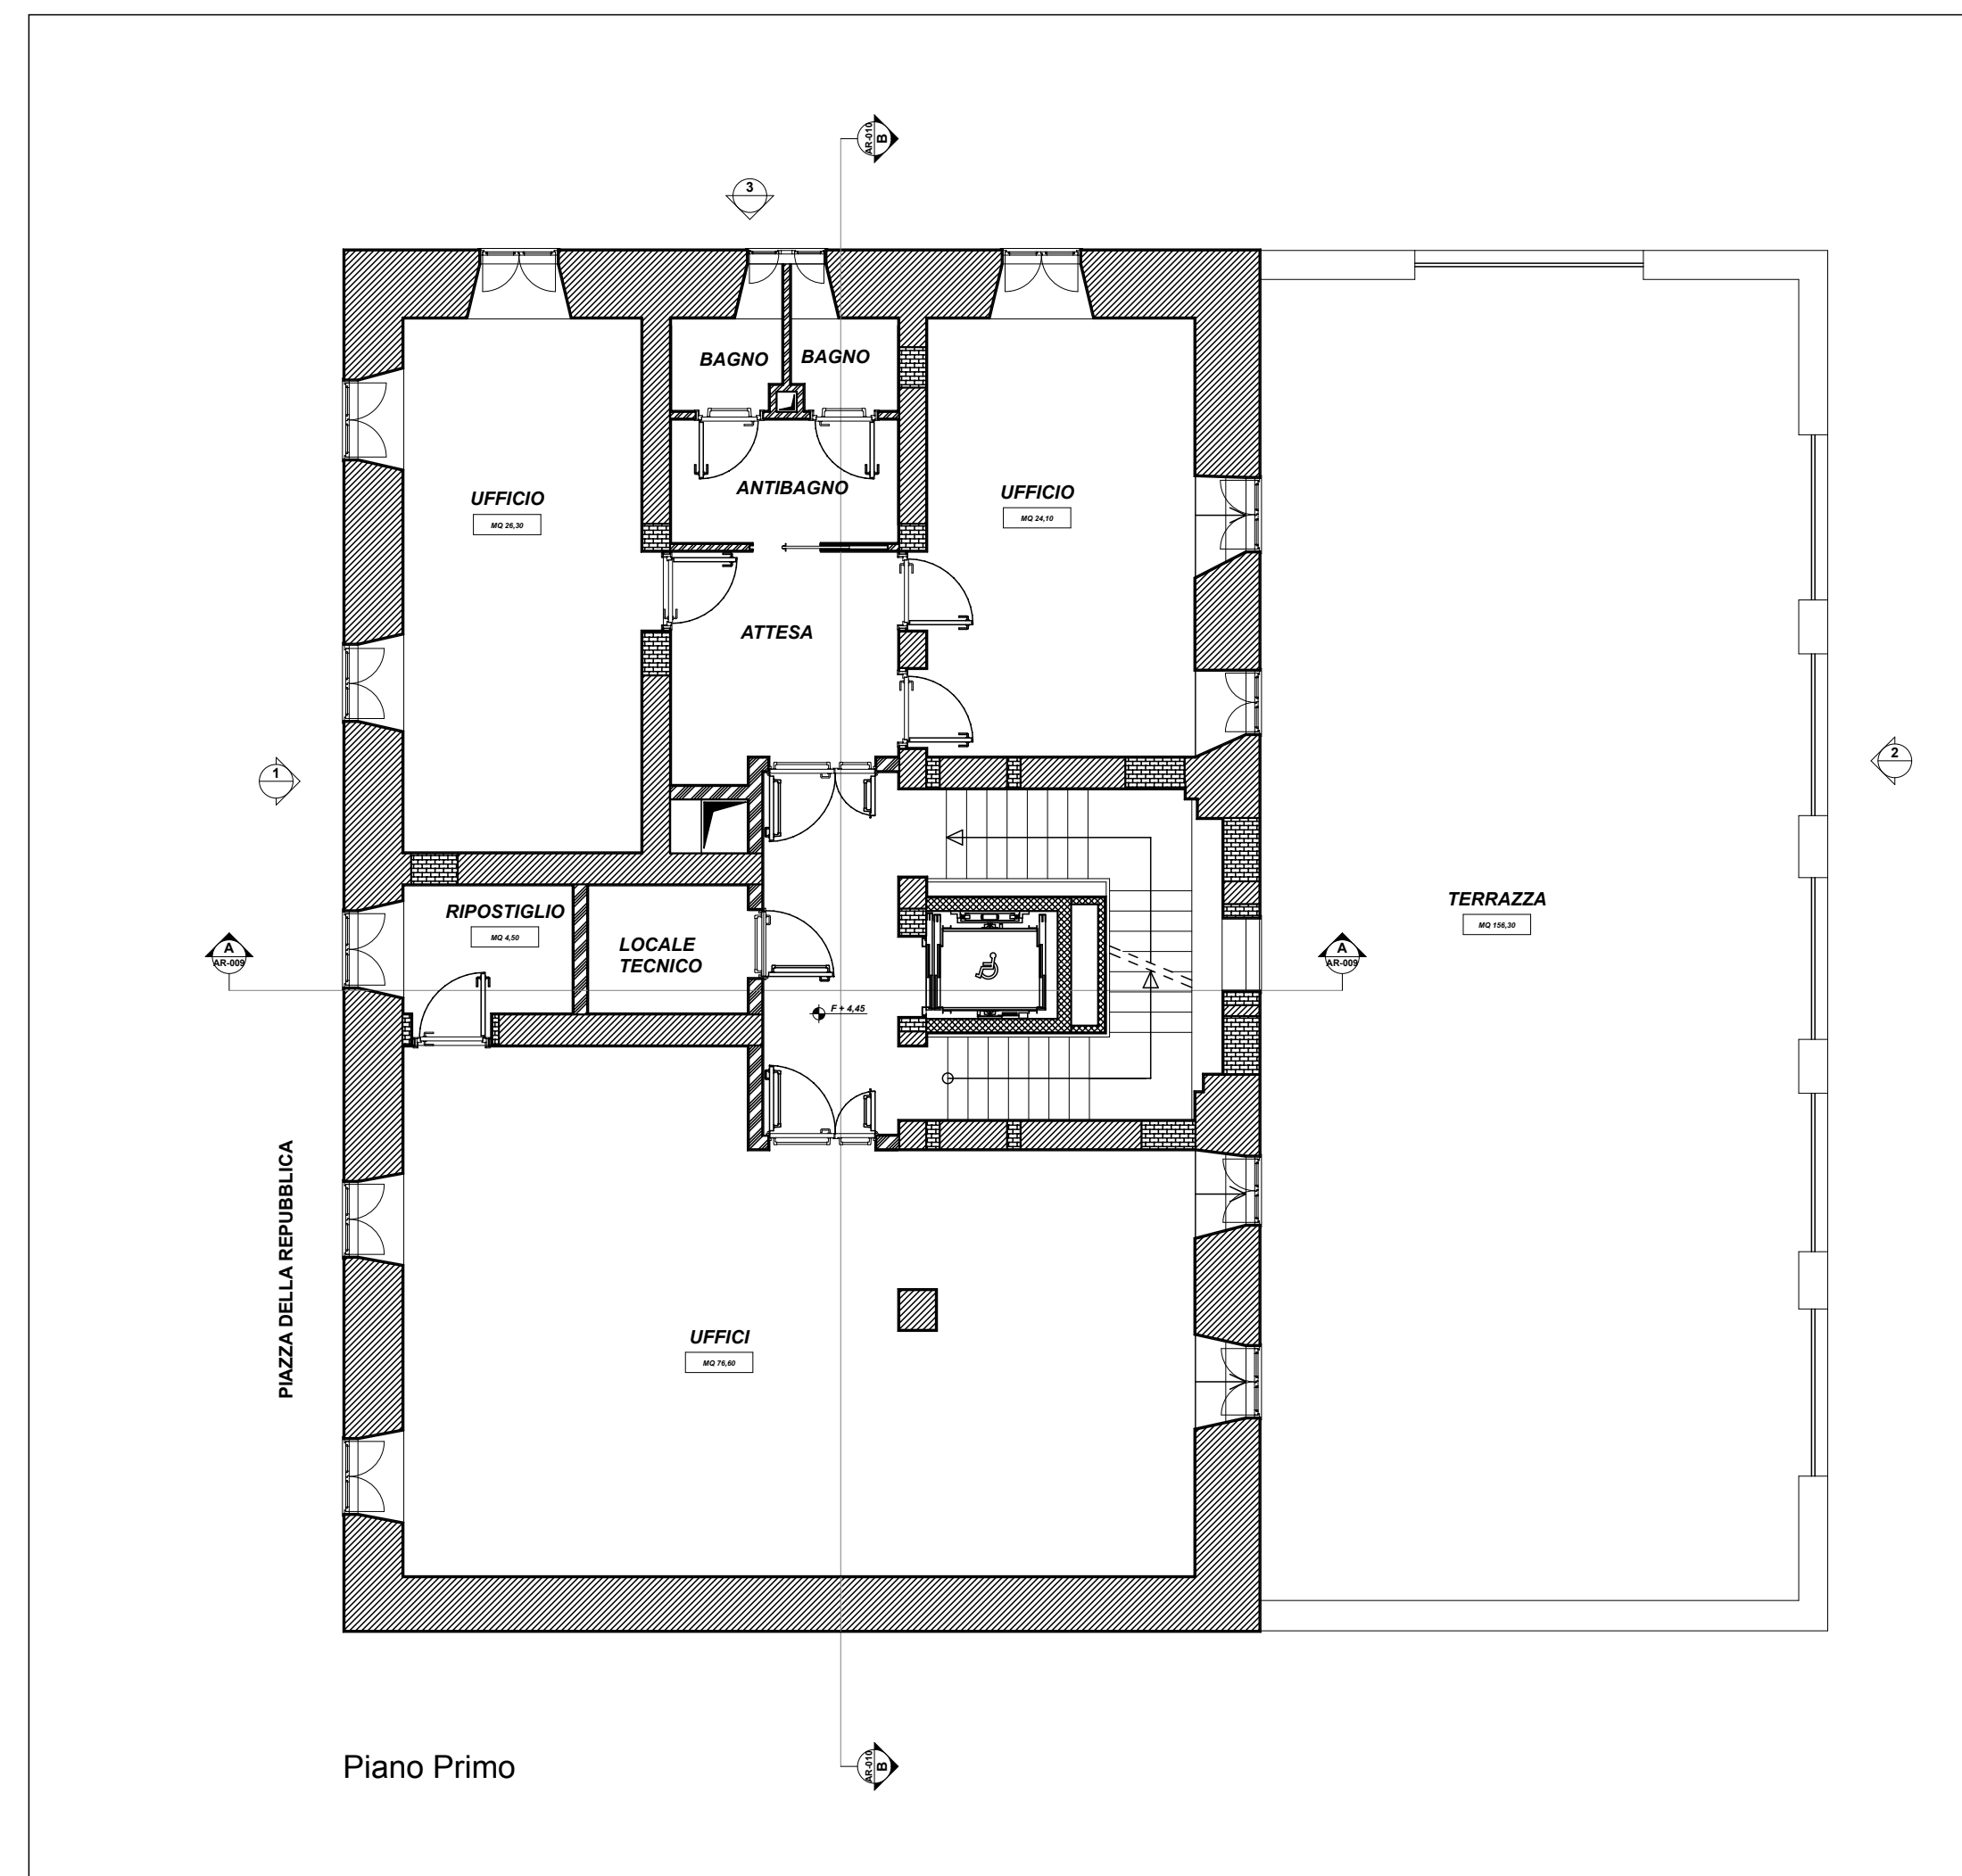 AR-010
B
3
BAGNO
BAGNO
UFFICIO
MQ 26,30
ANTIBAGNO
UFFICIO
MQ 24,10
ATTESA
1
2
RIPOSTIGLIO
MQ 4,50
LOCALE
TECNICO
TERRAZZA
MQ 156,30
A
AR-009
A
AR-009
F + 4,45
PIAZZA DELLA REPUBBLICA
UFFICI
MQ 76,60
Piano Primo
AR-010
B